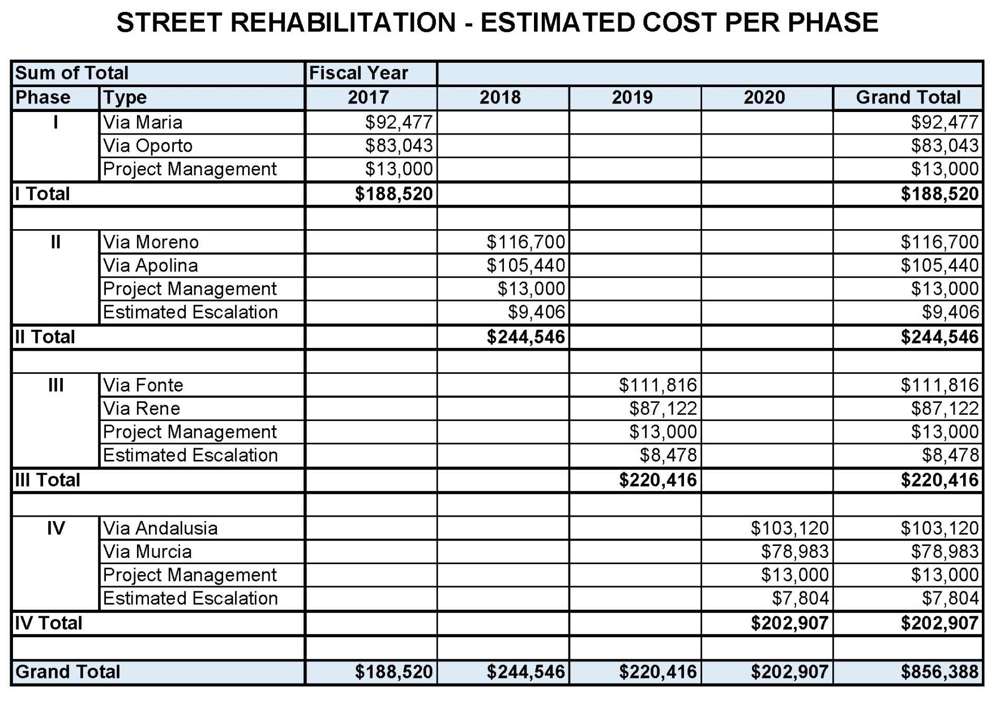 STREET REHABILITATION - ESTIMATED COST PER PHASE
Sum of Total Fiscal Year
Phase Type 2017 2018 2019 2020 Grand Total
I Via Maria $92,477 $92,477
Via Oporto $83,043 $83,043
Project Management $13,000 $13,000
I Total $188,520 $188,520
II Via Moreno $116,700 $116,700
Via Apolina $105,440 $105,440
Project Management $13,000 $13,000
Estimated Escalation $9,406 $9,406
II Total $244,546 $244,546
III Via Fonte $111,816 $111,816
Via Rene $87,122 $87,122
Project Management $13,000 $13,000
Estimated Escalation $8,478 $8,478
III Total $220,416 $220,416
IV Via Andalusia $103,120 $103,120
Via Murcia $78,983 $78,983
Project Management $13,000 $13,000
Estimated Escalation $7,804 $7,804
IV Total $202,907 $202,907
Grand Total $188,520 $244,546 $220,416 $202,907 $856,388